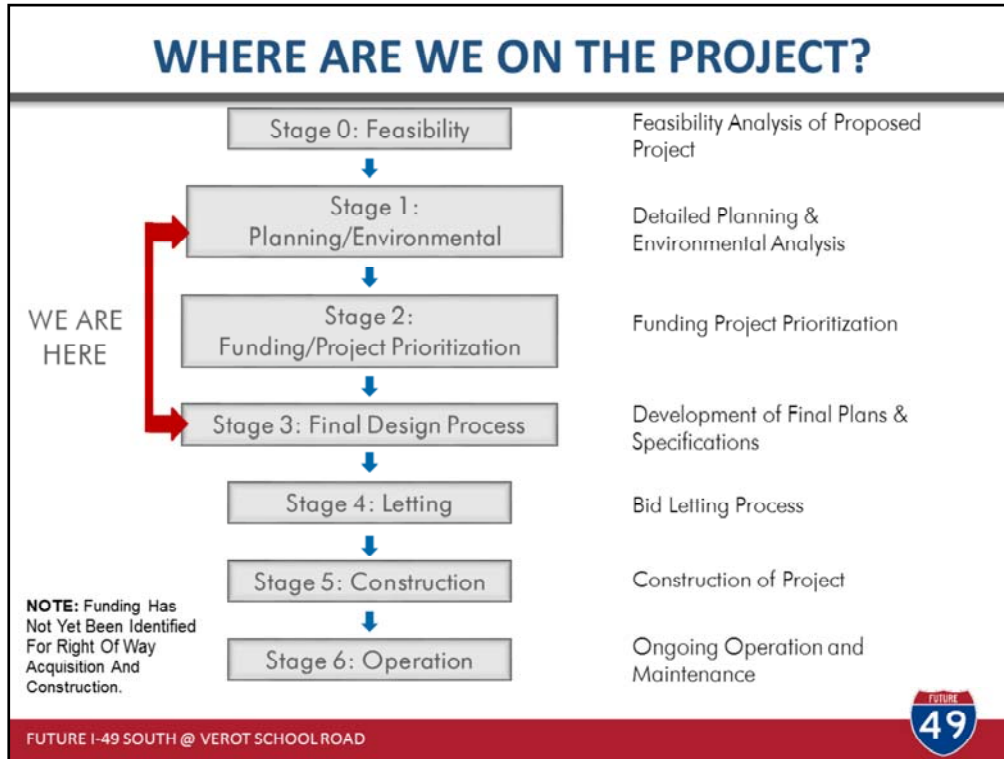 WHERE ARE WE ON THE PROJECT?
Stage 0: Feasibility
Feasibility Analysis of Proposed
Project
Stage 1:
Planning/Environmental
Detailed Planning &
Environmental Analysis
WE ARE
HERE
Stage 2:
Funding/Project Prioritization
Funding Project Prioritization
Stage 3: Final Design Process
Development of Final Plans &
Specifications
Stage 4: Letting
Bid Letting Process
Stage 5: Construction
Construction of Project
NOTE: Funding Has
Not Yet Been Identified
For Right Of Way
Acquisition And
Construction.
Stage 6: Operation
Ongoing Operation and
Maintenance
FUTURE I-49 SOUTH @ VEROT SCHOOL ROAD
FUTURE
49